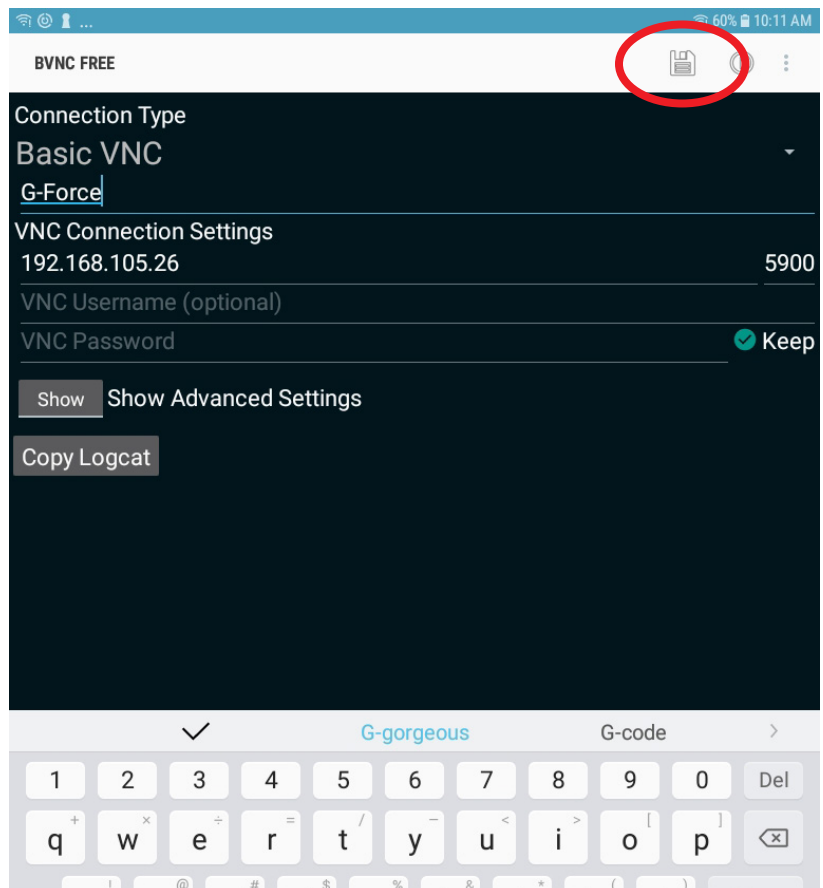 ... 60% 10:11 AM
BVNC FREE
Connection Type
Basic VNC
G-Force
VNC Connection Settings
192.168.105.26 5900
VNC Username (optional)
VNC Password Keep
Show Show Advanced Settings
Copy Logcat
G-gorgeous G-code
1 2 3 4 5 6 7 8 9 0 Del
+ × ÷ = / _ < > [ ]
q w e r t y u i o p
! @ # $ % & * ( )